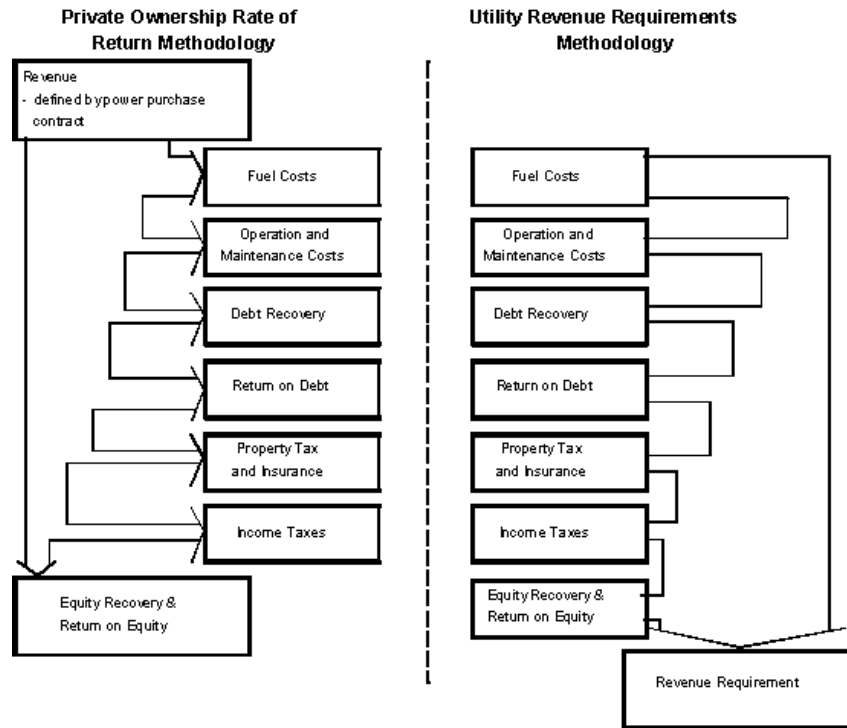 Private Ownership Rate of
Return Methodology
Revenue
- defined by power purchase
contract
Fuel Costs
Operation and
Maintenance Costs
Debt Recovery
Return on Debt
Property Tax
and Insurance
Income Taxes
Equity Recovery &
Return on Equity
Utility Revenue Requirements
Methodology
Fuel Costs
Operation and
Maintenance Costs
Debt Recovery
Return on Debt
Property Tax
and Insurance
Income Taxes
Equity Recovery &
Return on Equity
Revenue Requirement